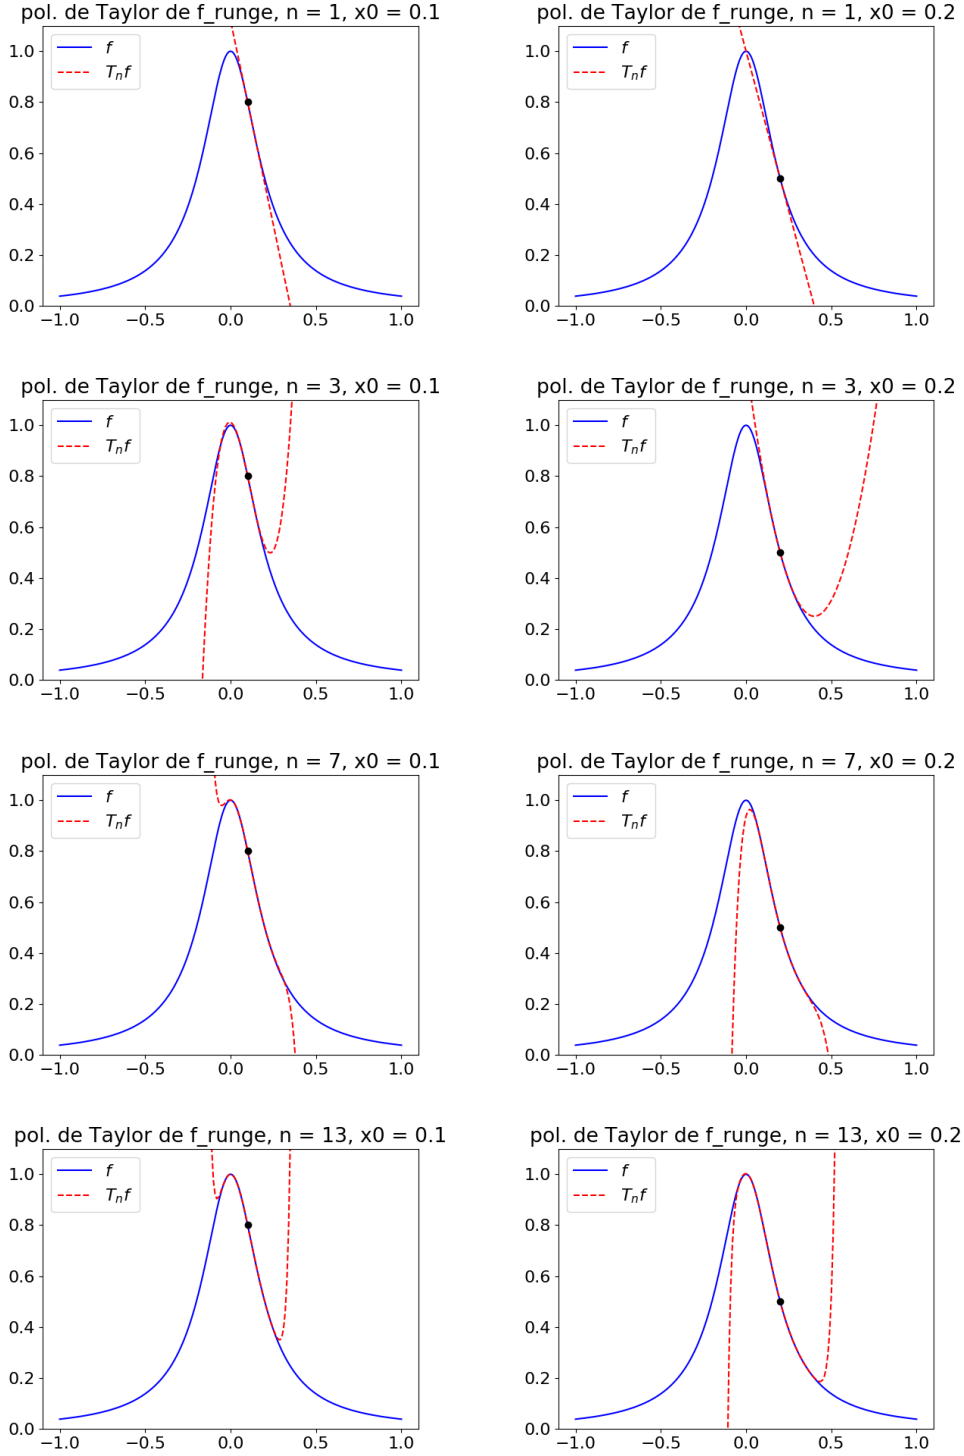 pol. de Taylor de f_runge, n = 1, x0 = 0.1
f
T_n f
1.0
0.8
0.6
0.4
0.2
0.0
−1.0 −0.5 0.0 0.5 1.0
pol. de Taylor de f_runge, n = 1, x0 = 0.2
f
T_n f
1.0
0.8
0.6
0.4
0.2
0.0
−1.0 −0.5 0.0 0.5 1.0
pol. de Taylor de f_runge, n = 3, x0 = 0.1
f
T_n f
1.0
0.8
0.6
0.4
0.2
0.0
−1.0 −0.5 0.0 0.5 1.0
pol. de Taylor de f_runge, n = 3, x0 = 0.2
f
T_n f
1.0
0.8
0.6
0.4
0.2
0.0
−1.0 −0.5 0.0 0.5 1.0
pol. de Taylor de f_runge, n = 7, x0 = 0.1
f
T_n f
1.0
0.8
0.6
0.4
0.2
0.0
−1.0 −0.5 0.0 0.5 1.0
pol. de Taylor de f_runge, n = 7, x0 = 0.2
f
T_n f
1.0
0.8
0.6
0.4
0.2
0.0
−1.0 −0.5 0.0 0.5 1.0
pol. de Taylor de f_runge, n = 13, x0 = 0.1
f
T_n f
1.0
0.8
0.6
0.4
0.2
0.0
−1.0 −0.5 0.0 0.5 1.0
pol. de Taylor de f_runge, n = 13, x0 = 0.2
f
T_n f
1.0
0.8
0.6
0.4
0.2
0.0
−1.0 −0.5 0.0 0.5 1.0